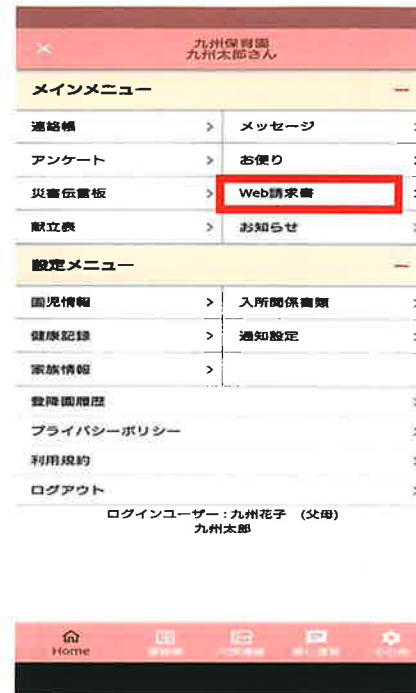 ×
九州保育園
九州太郎さん
メインメニュー
連絡帳 > メッセージ
アンケート > お便り
災害伝言板 > Web請求書
献立表 > お知らせ
設定メニュー
園児情報 > 入所関係書類
健康記録 > 通知設定
家族情報 >
登降園履歴
プライバシーポリシー
利用規約
ログアウト
ログインユーザー：九州花子 （父母）
九州太郎
Home